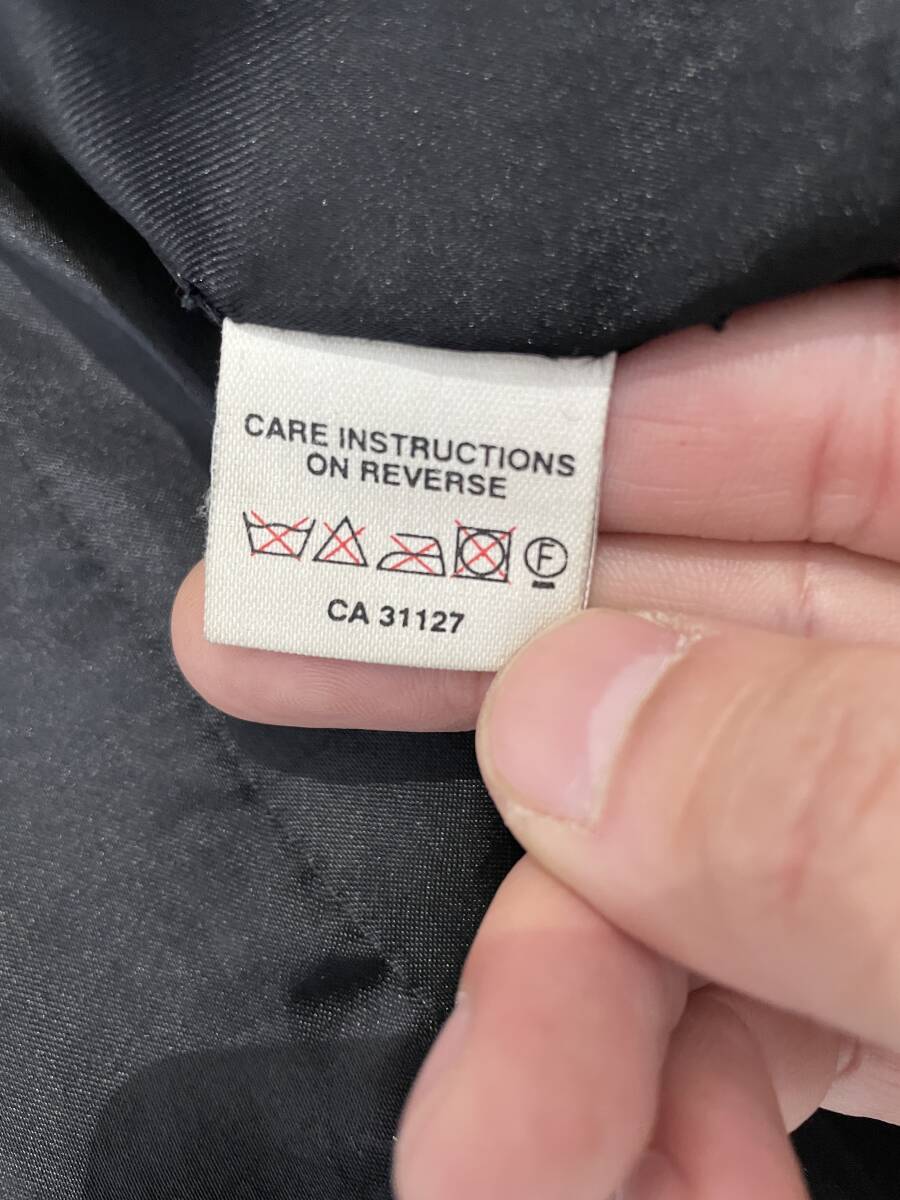 CARE INSTRUCTIONS
ON REVERSE
F
CA 31127